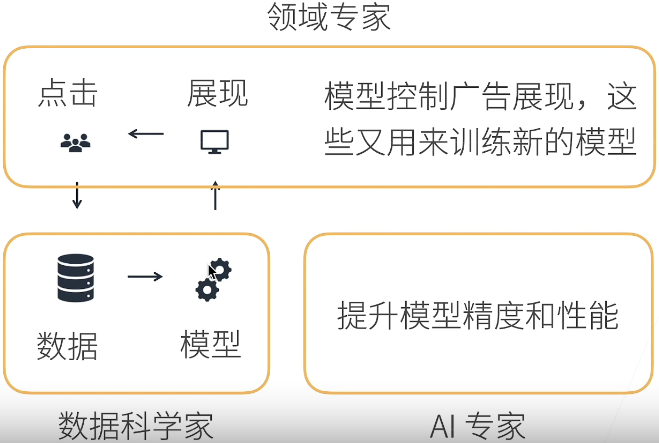 领域专家
点击
展现
模型控制广告展现，这
些又用来训练新的模型
数据
模型
提升模型精度和性能
数据科学家
AI 专家